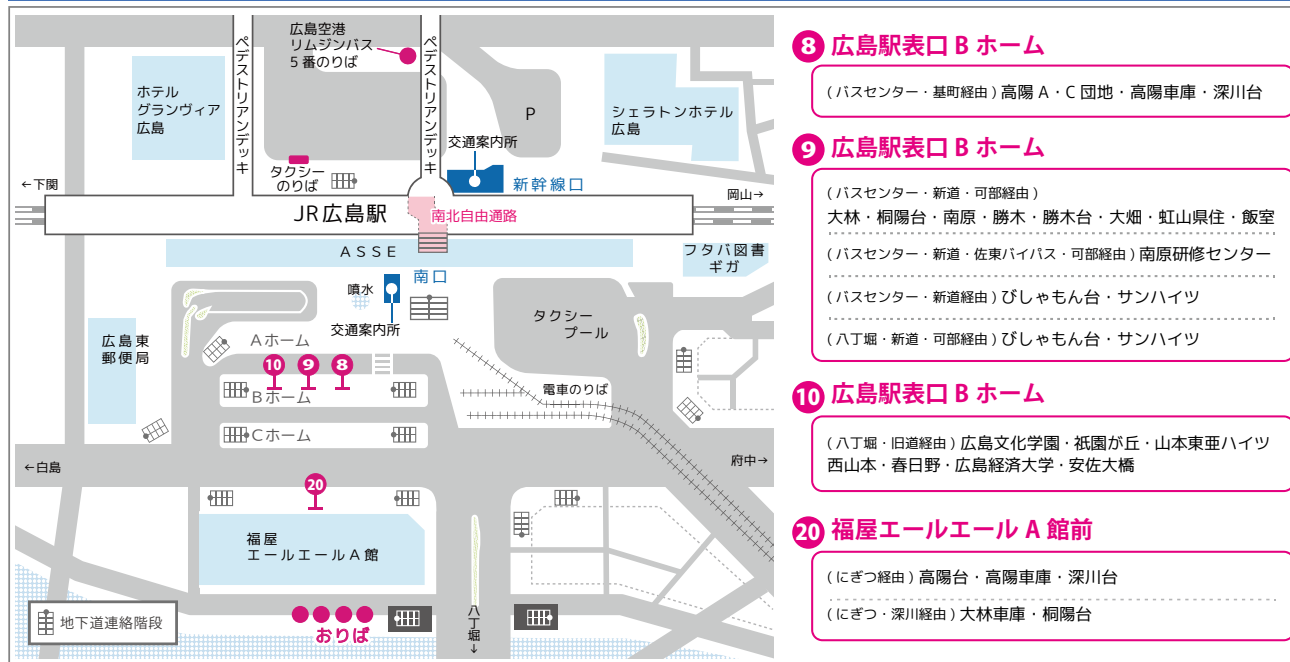 広島空港
リムジンバス
5番のりば
ペデストリアンデッキ
ペデストリアンデッキ
ホテル
グランヴィア
広島
P
シェラトンホテル
広島
交通案内所
タクシー
のりば
新幹線口
←下関
岡山→
JR広島駅
南北自由通路
ASSE
フタバ図書
ギガ
南口
噴水
交通案内所
タクシー
プール
広島東
郵便局
Aホーム
10
9
8
Bホーム
電車のりば
Cホーム
←白島
府中→
20
福屋
エールエールA館
地下道連絡階段
おりば
八丁堀→
8 広島駅表口 B ホーム
(バスセンター・基町経由) 高陽 A・C 団地・高陽車庫・深川台
9 広島駅表口 B ホーム
(バスセンター・新道・可部経由)
大林・桐陽台・南原・勝木・勝木台・大畑・虹山県住・飯室
(バスセンター・新道・佐東バイパス・可部経由) 南原研修センター
(バスセンター・新道経由) びしゃもん台・サンハイツ
(八丁堀・新道・可部経由) びしゃもん台・サンハイツ
10 広島駅表口 B ホーム
(八丁堀・旧道経由) 広島文化学園・祇園が丘・山本東亜ハイツ
西山本・春日野・広島経済大学・安佐大橋
20 福屋エールエール A 館前
(にぎつ経由) 高陽台・高陽車庫・深川台
(にぎつ・深川経由) 大林車庫・桐陽台